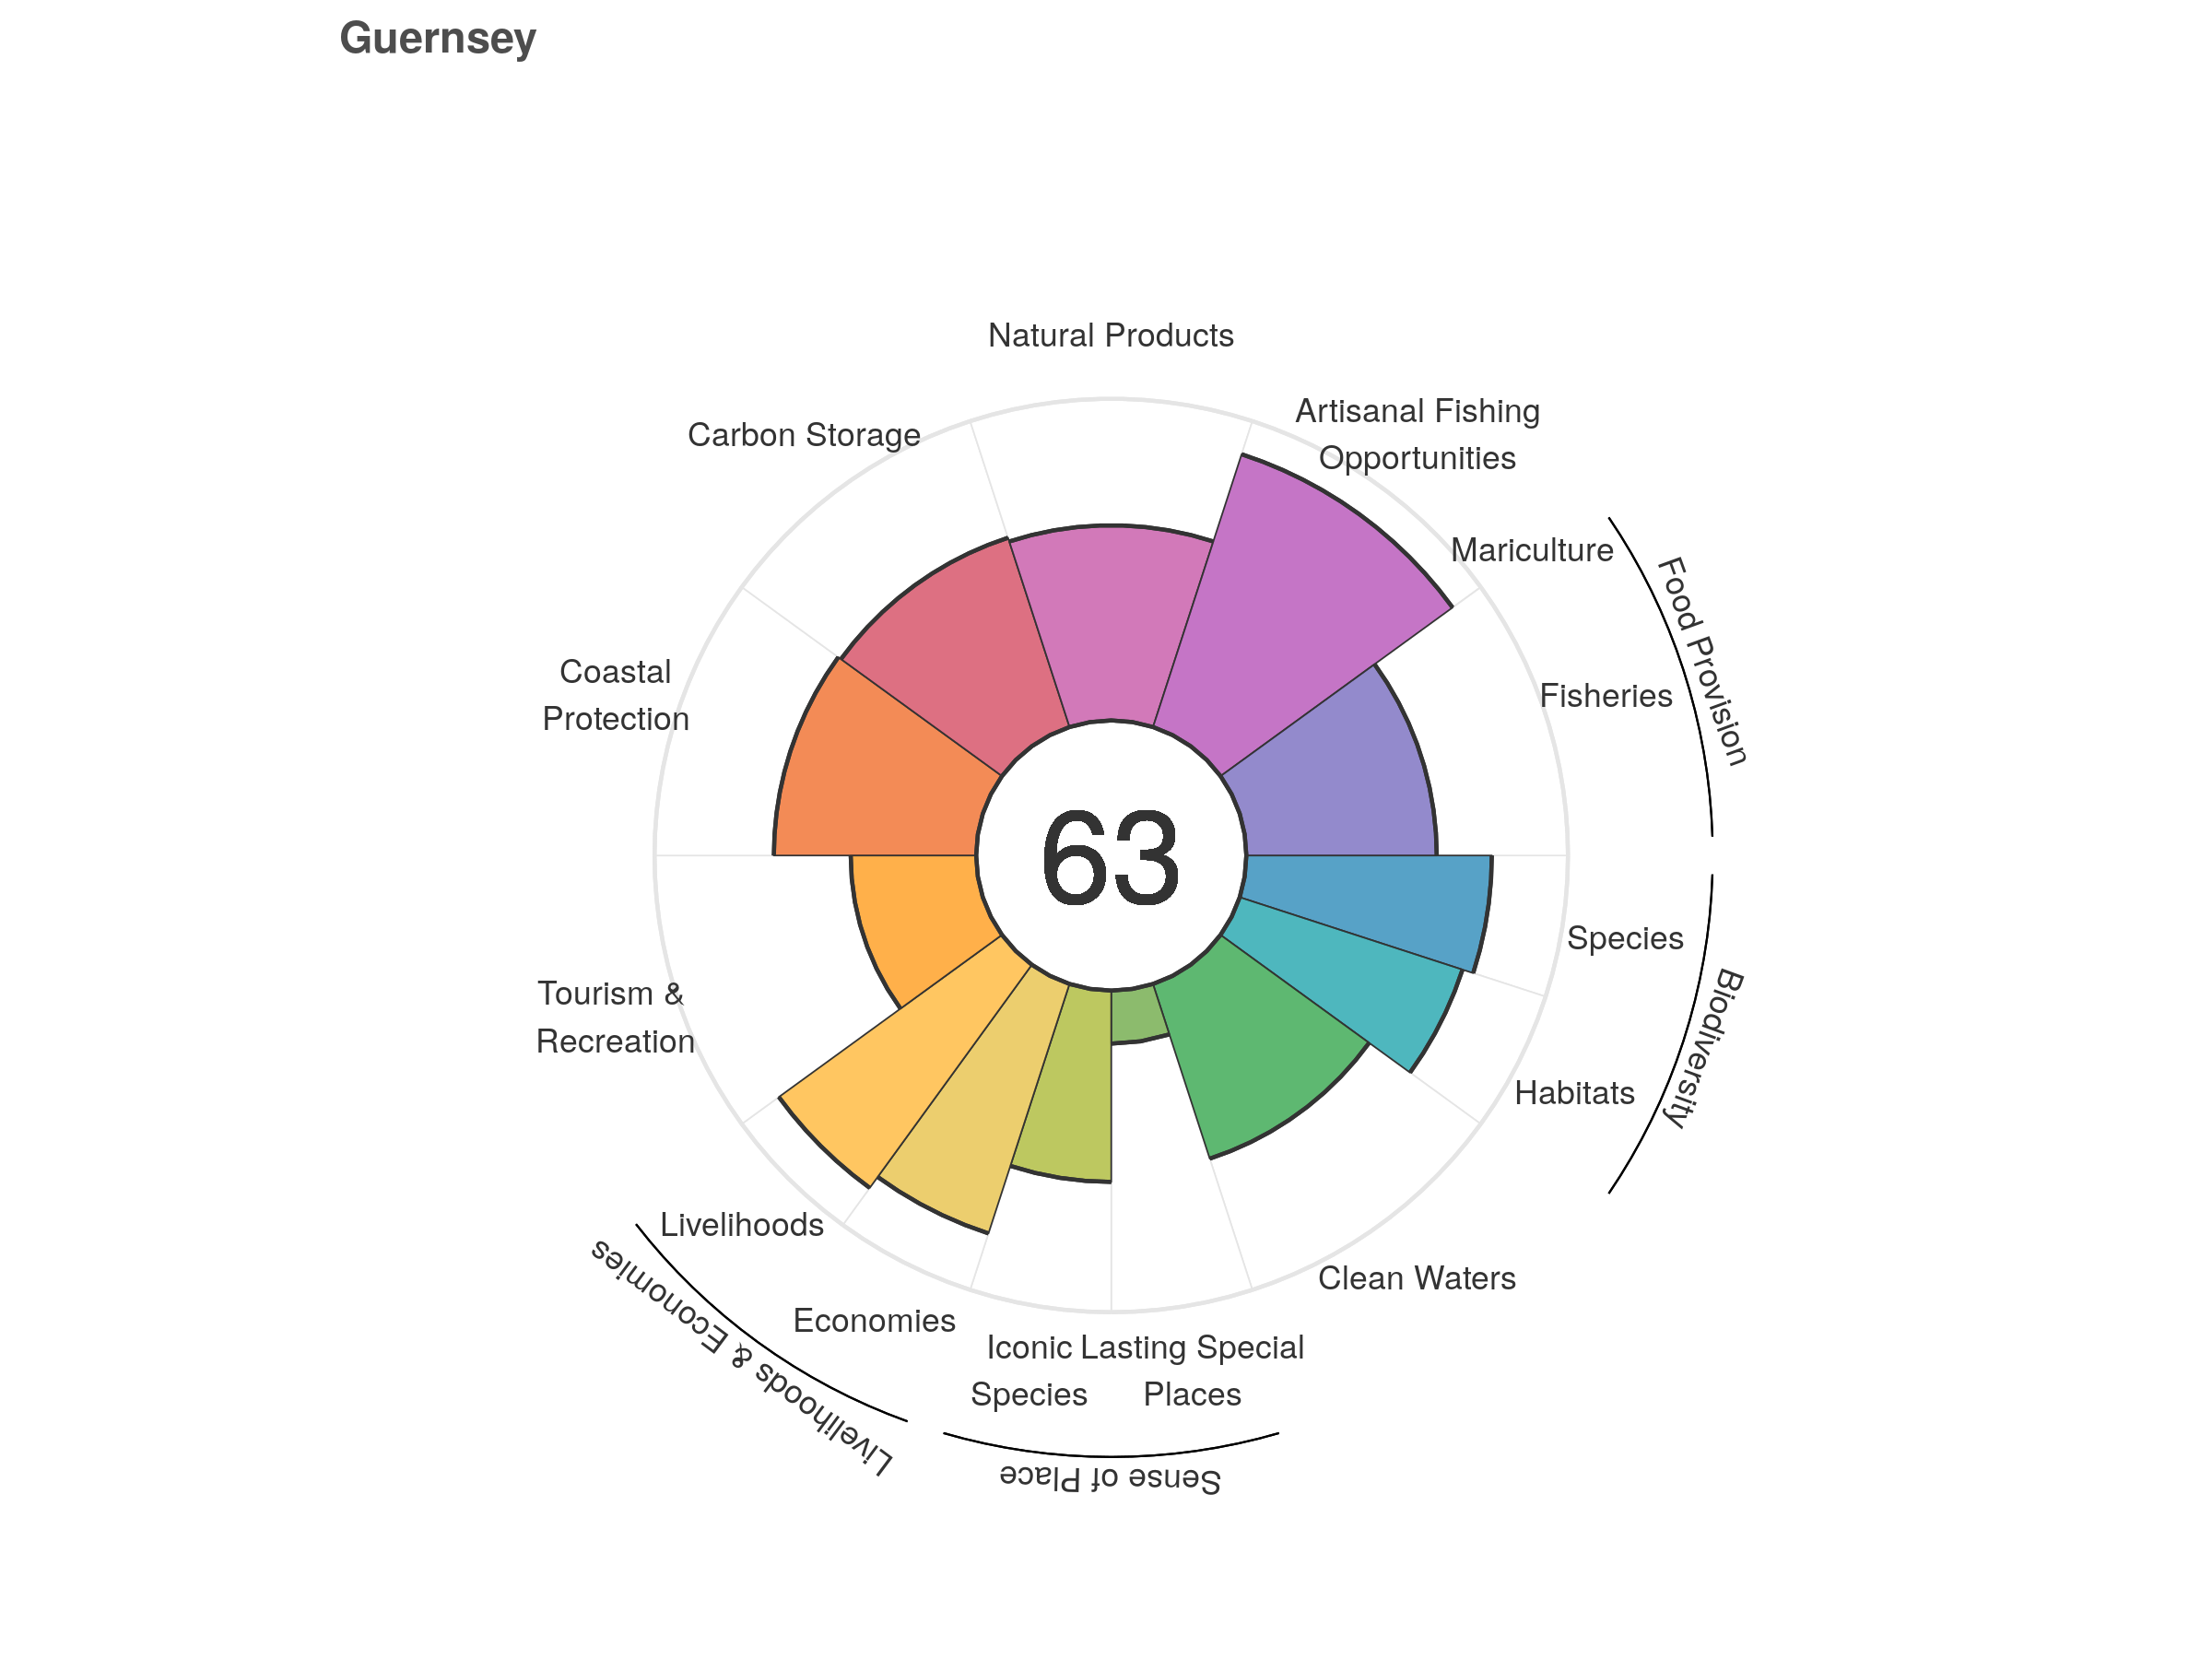 Guernsey
Natural Products
Artisanal Fishing
Opportunities
Carbon Storage
Mariculture
Food Provision
Fisheries
Coastal
Protection
63
Species
Biodiversity
Tourism &
Recreation
Habitats
Livelihoods
Livelihoods & Economies
Clean Waters
Economies
Iconic
Species
Lasting Special
Places
Sense of Place